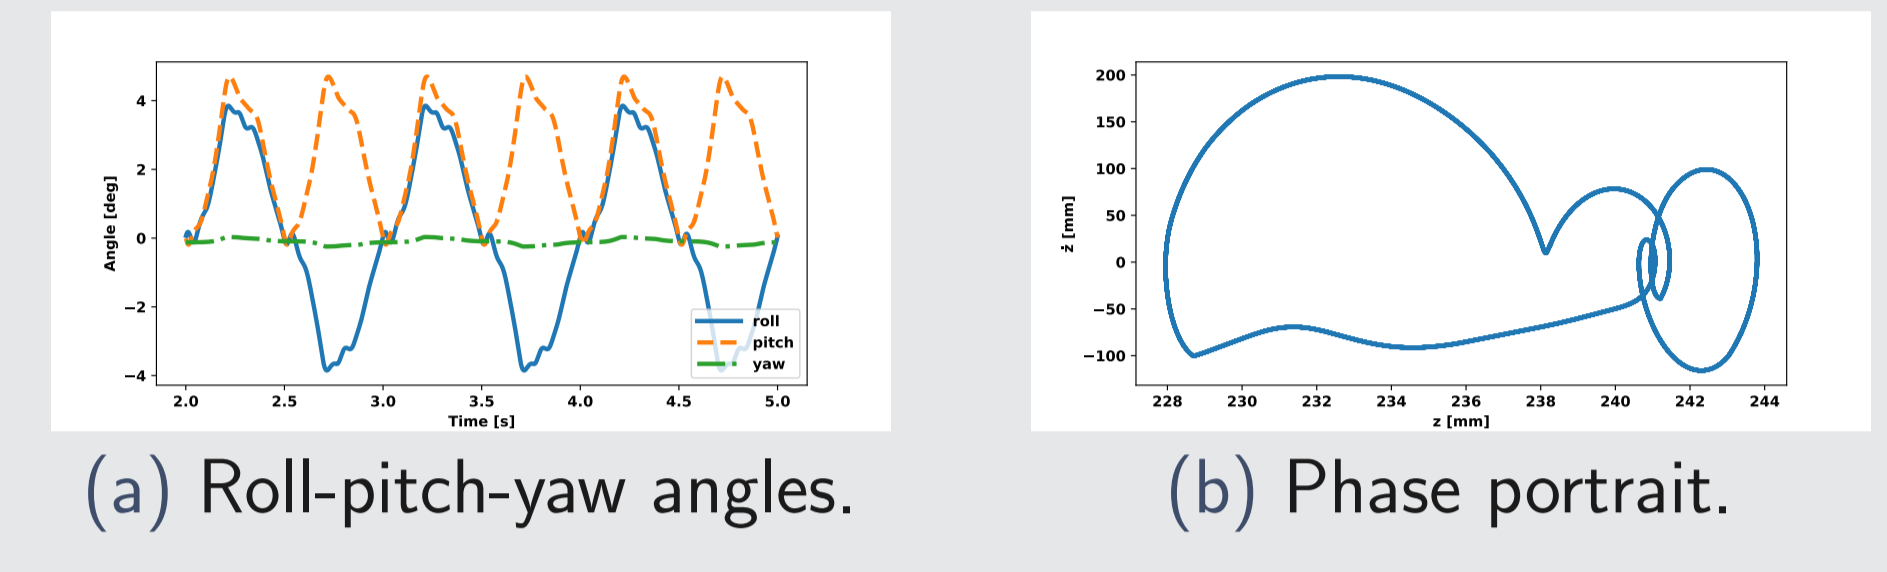 4
2
0
−2
−4
Angle [deg]
2.0 2.5 3.0 3.5 4.0 4.5 5.0
Time [s]
roll
pitch
yaw
(a) Roll-pitch-yaw angles.
200
150
100
50
0
−50
−100
ż [mm]
228 230 232 234 236 238 240 242 244
z [mm]
(b) Phase portrait.